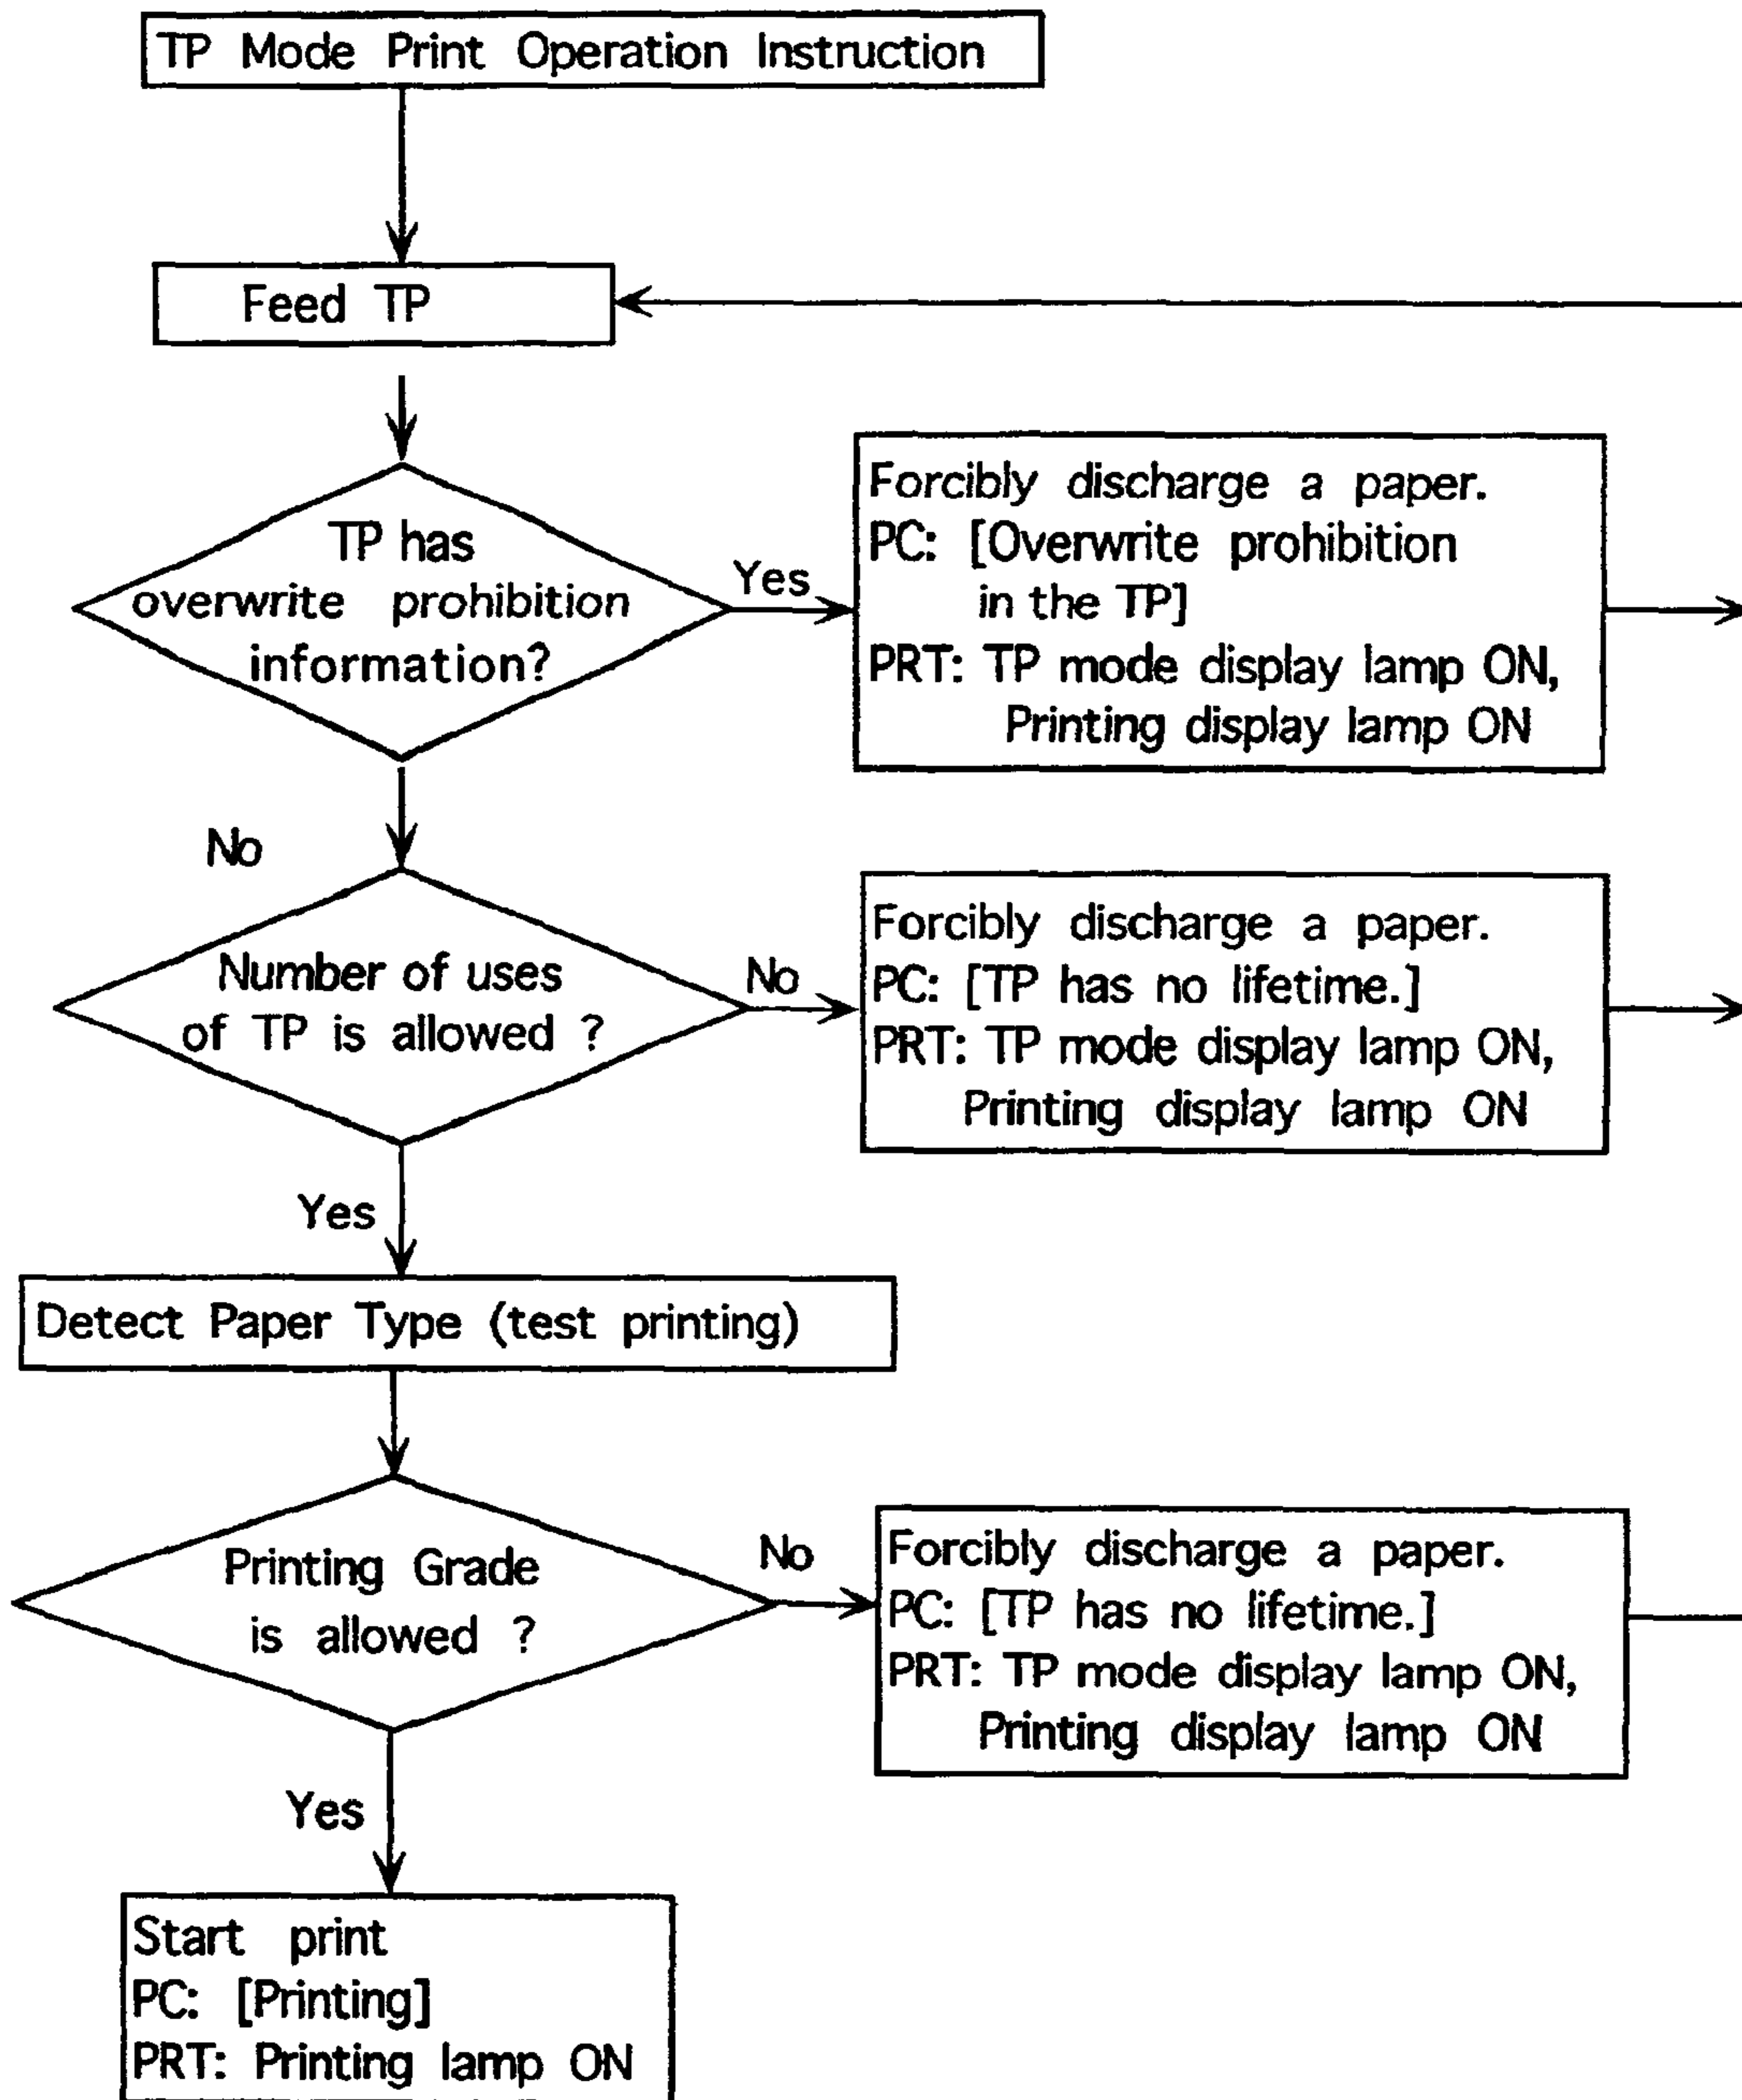 TP Mode Print Operation Instruction
Feed TP
TP has
overwrite prohibition
information?
Yes
Forcibly discharge a paper.
PC: [Overwrite prohibition
in the TP]
PRT: TP mode display lamp ON,
Printing display lamp ON
No
Number of uses
of TP is allowed ?
No
Forcibly discharge a paper.
PC: [TP has no lifetime.]
PRT: TP mode display lamp ON,
Printing display lamp ON
Yes
Detect Paper Type (test printing)
Printing Grade
is allowed ?
No
Forcibly discharge a paper.
PC: [TP has no lifetime.]
PRT: TP mode display lamp ON,
Printing display lamp ON
Yes
Start print
PC: [Printing]
PRT: Printing lamp ON